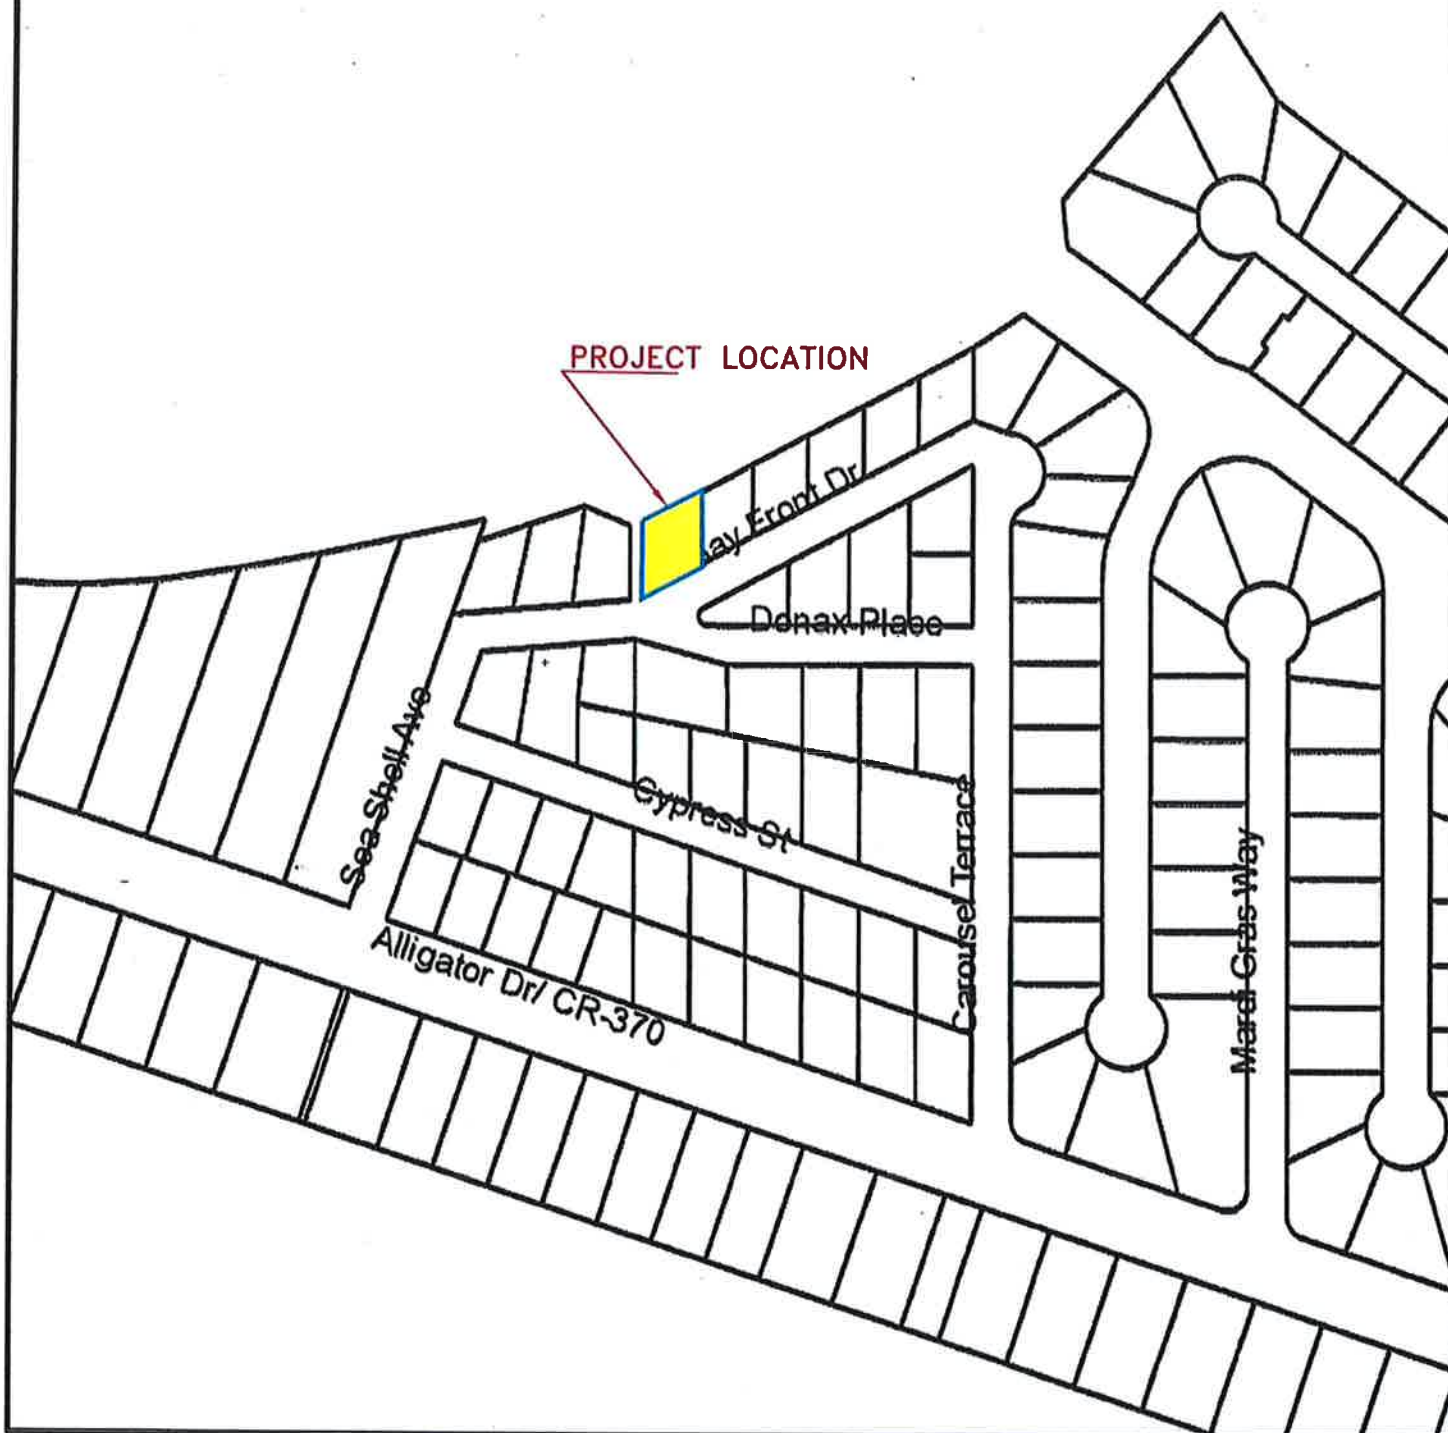 PROJECT LOCATION
Bay Front Dr
Donax Place
Sea Shell Ave
Cypress St
Carousel Terrace
Mardi Gras Way
Alligator Dr/ CR-370